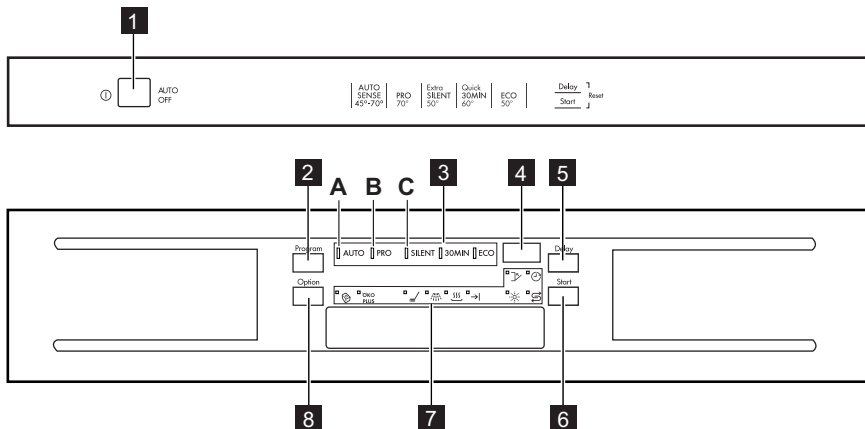 1
AUTO
OFF
AUTO
SENSE
45°-70°
PRO
70°
Extra
SILENT
50°
Quick
30MIN
60°
ECO
50°
Delay
Start
Reset
2
A
B
C
3
4
5
Program
AUTO PRO SILENT 30MIN ECO
Delay
Option
ÖKO
PLUS
Start
8
7
6